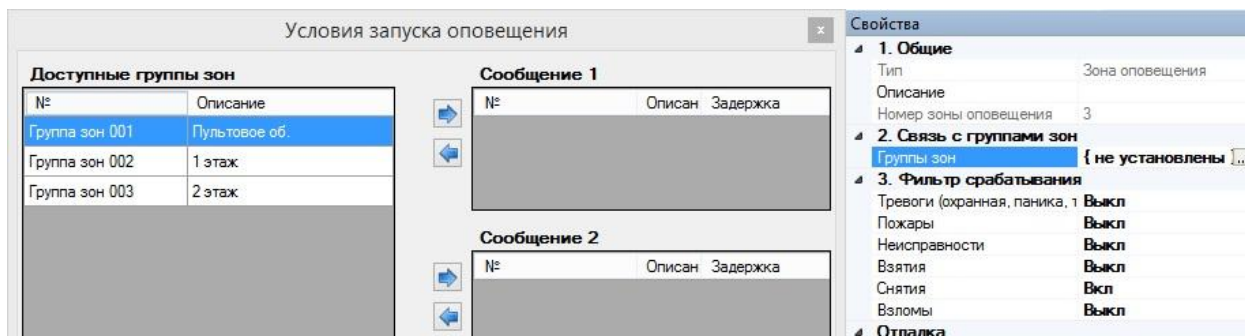 Условия запуска оповещения
x
Доступные группы зон
№ Описание
Группа зон 001 Пультовое об.
Группа зон 002 1 этаж
Группа зон 003 2 этаж
Сообщение 1
№ Описан Задержка
Сообщение 2
№ Описан Задержка
Свойства
1. Общие
Тип Зона оповещения
Описание
Номер зоны оповещения 3
2. Связь с группами зон
Группы зон { не установлены } ...
3. Фильтр срабатывания
Тревоги (охранная, паника, т Выкл
Пожары Выкл
Неисправности Выкл
Взятия Выкл
Снятия Вкл
Взломы Выкл
Отладка